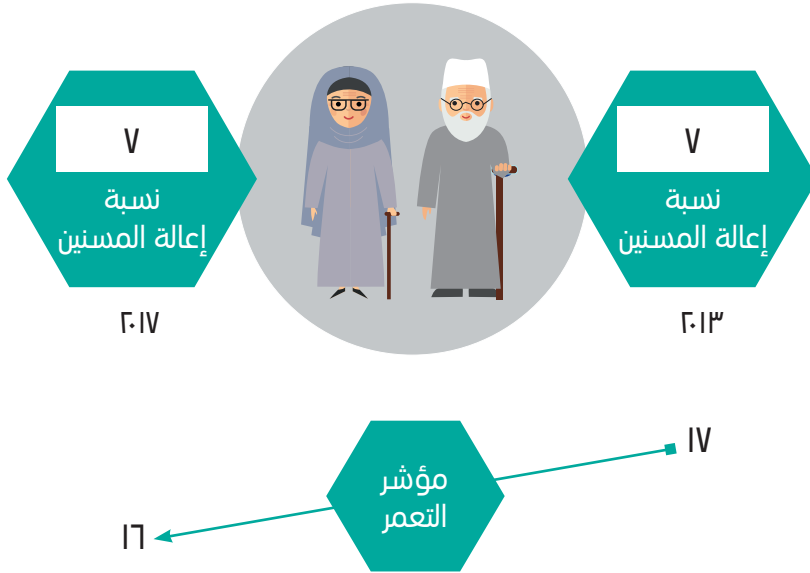 ٧
نسبة
إعالة المسنين
٢٠١٣
٧
نسبة
إعالة المسنين
٢٠١٧
١٧
مؤشر
التعمر
١٦